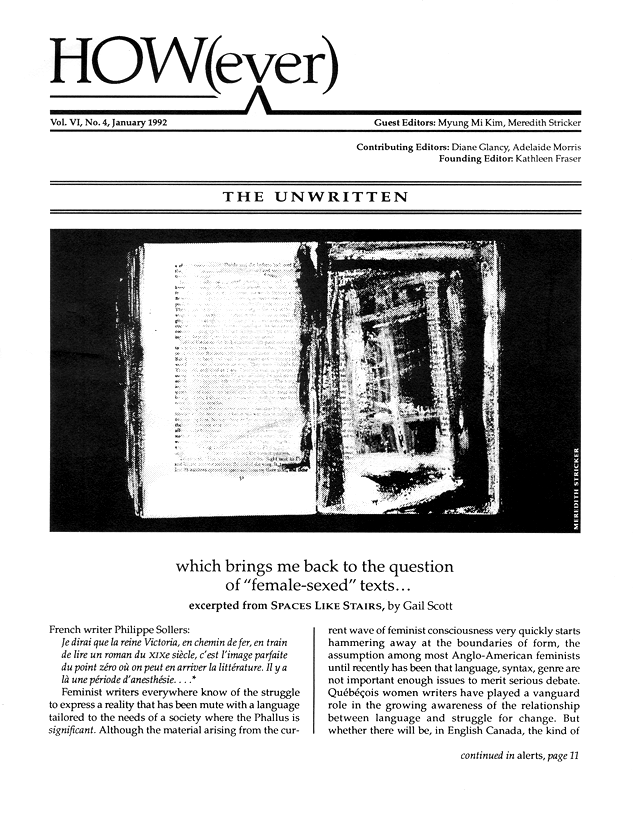 HOW(ever)
Vol. VI, No. 4, January 1992
Guest Editors: Myung Mi Kim, Meredith Stricker
Contributing Editors: Diane Glancy, Adelaide Morris
Founding Editor: Kathleen Fraser
THE UNWRITTEN
MEREDITH STRICKER
which brings me back to the question
of "female-sexed" texts...
excerpted from SPACES LIKE STAIRS, by Gail Scott
French writer Philippe Sollers:
Je dirai que la reine Victoria, en chemin de fer, en train
de lire un roman du XIXe siècle, c'est l'image parfaite
du point zéro où on peut en arriver la littérature. Il y a
là une période d'anesthésie. . . .*
Feminist writers everywhere know of the struggle
to express a reality that has been mute with a language
tailored to the needs of a society where the Phallus is
significant. Although the material arising from the cur-
rent wave of feminist consciousness very quickly starts
hammering away at the boundaries of form, the
assumption among most Anglo-American feminists
until recently has been that language, syntax, genre are
not important enough issues to merit serious debate.
Québéçois women writers have played a vanguard
role in the growing awareness of the relationship
between language and struggle for change. But
whether there will be, in English Canada, the kind of
continued in alerts, page 11